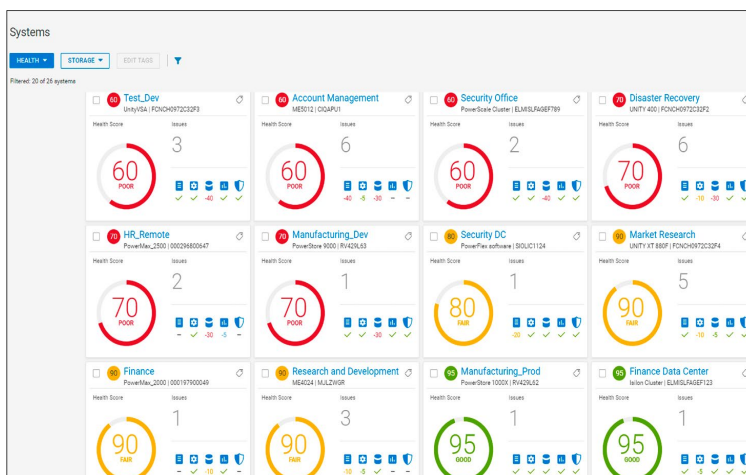 Systems
HEALTH STORAGE EDIT TAGS
Filtered: 20 of 26 systems
60 Test_Dev
UnityVSA | FCNCH0972C32F3
Health Score Issues
3
60
POOR
-40
60 Account Management
ME5012 | CIQAPU1
Health Score Issues
6
60
POOR
-40 -5 -30 – –
60 Security Office
PowerScale Cluster | ELMISLFAGEF789
Health Score Issues
2
60
POOR
-40
70 Disaster Recovery
UNITY 400 | FCNCH0972C32F2
Health Score Issues
6
70
POOR
-10 -30
70 HR_Remote
PowerMax_2500 | 000296800647
Health Score Issues
2
70
POOR
– -30 -5 –
70 Manufacturing_Dev
PowerStore 9000 | RV429L63
Health Score Issues
1
70
POOR
-30
80 Security DC
PowerFlex software | SIOLIC1124
Health Score Issues
1
80
FAIR
-20
90 Market Research
UNITY XT 880F | FCNCH0972C32F4
Health Score Issues
5
90
FAIR
-10 -5
90 Finance
PowerMax_2000 | 000197900049
Health Score Issues
1
90
FAIR
– -10 –
90 Research and Development
ME4024 | MJLZWGR
Health Score Issues
3
90
FAIR
-10 -5 – –
95 Manufacturing_Prod
PowerStore 1000X | RV429L62
Health Score Issues
1
95
GOOD
95 Finance Data Center
Isilon Cluster | ELMISLFAGEF123
Health Score Issues
1
95
GOOD
-5